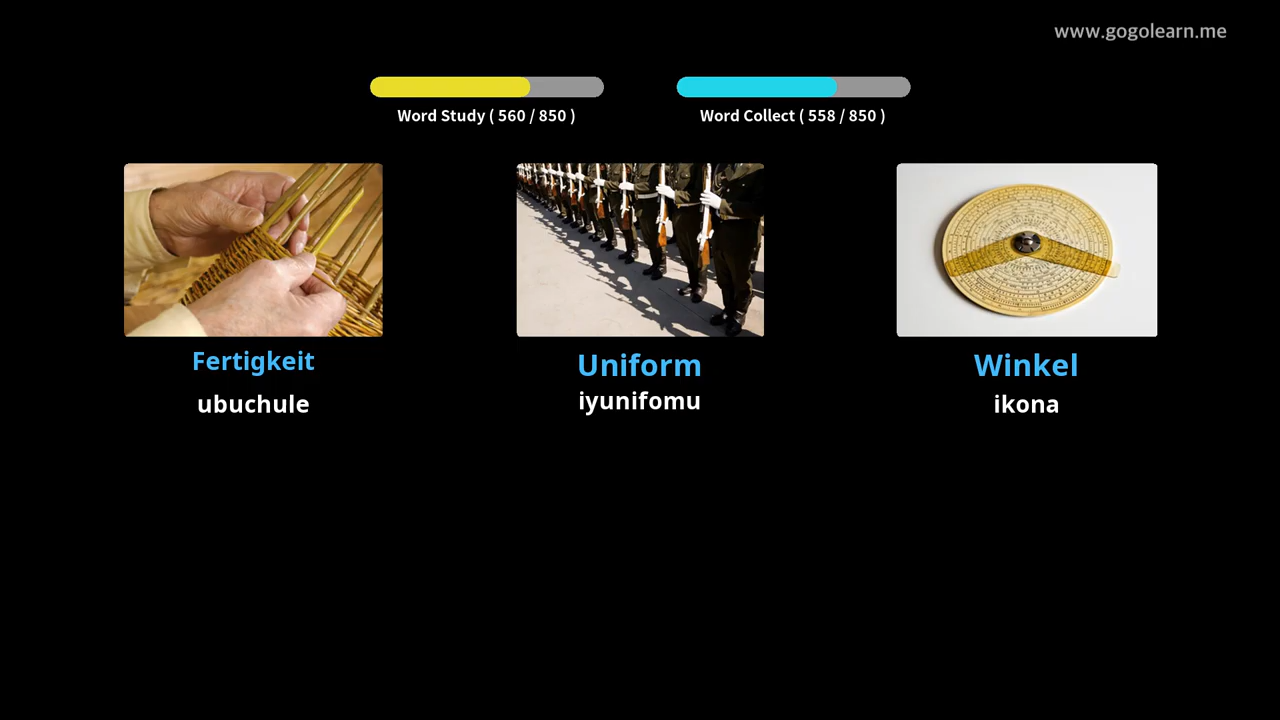 www.gogolearn.me
Word Study ( 560 / 850 )
Word Collect ( 558 / 850 )
Fertigkeit
ubuchule
Uniform
iyunifomu
Winkel
ikona